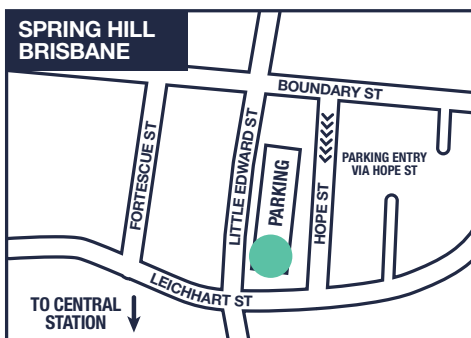 SPRING HILL
BRISBANE
BOUNDARY ST
FORTESCUE ST
LITTLE EDWARD ST
PARKING
HOPE ST
PARKING ENTRY
VIA HOPE ST
LEICHHART ST
TO CENTRAL
STATION